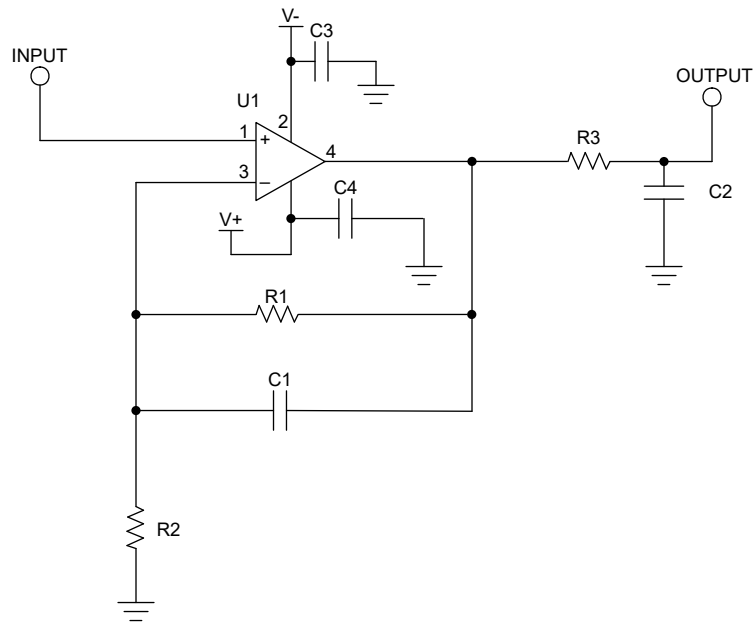 V-
C3
INPUT
OUTPUT
U1
2
R3
1
+
4
3
–
C2
C4
V+
R1
C1
R2